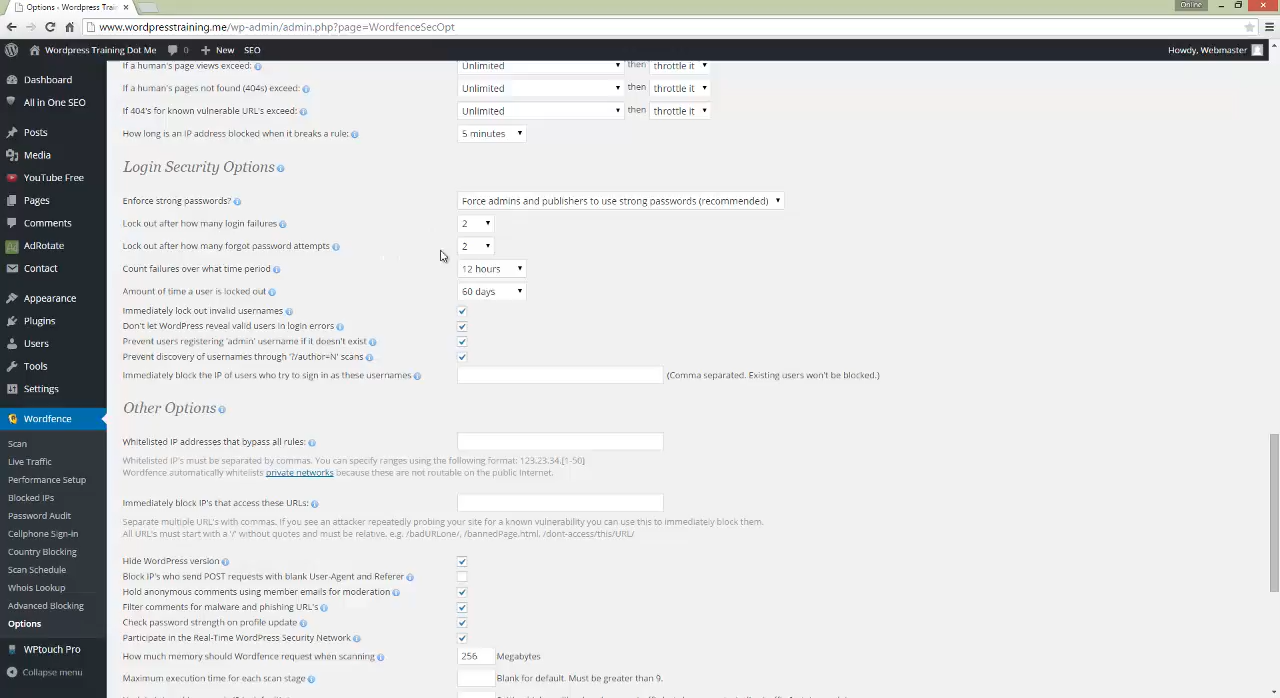 Options ‹ Wordpress Trai
Online
www.wordpresstraining.me/wp-admin/admin.php?page=WordfenceSecOpt
Wordpress Training Dot Me 0 New SEO Howdy, Webmaster
Dashboard
All in One SEO
Posts
Media
YouTube Free
Pages
Comments
AdRotate
Contact
Appearance
Plugins
Users
Tools
Settings
Wordfence
Scan
Live Traffic
Performance Setup
Blocked IPs
Password Audit
Cellphone Sign-in
Country Blocking
Scan Schedule
Whois Lookup
Advanced Blocking
Options
WPtouch Pro
Collapse menu
If a human's page views exceed: Unlimited then throttle it
If a human's pages not found (404s) exceed: Unlimited then throttle it
If 404's for known vulnerable URL's exceed: Unlimited then throttle it
How long is an IP address blocked when it breaks a rule: 5 minutes
Login Security Options
Enforce strong passwords? Force admins and publishers to use strong passwords (recommended)
Lock out after how many login failures 2
Lock out after how many forgot password attempts 2
Count failures over what time period 12 hours
Amount of time a user is locked out 60 days
Immediately lock out invalid usernames
Don't let WordPress reveal valid users in login errors
Prevent users registering 'admin' username if it doesn't exist
Prevent discovery of usernames through '?/author=N' scans
Immediately block the IP of users who try to sign in as these usernames (Comma separated. Existing users won't be blocked.)
Other Options
Whitelisted IP addresses that bypass all rules:
Whitelisted IP's must be separated by commas. You can specify ranges using the following format: 123.23.34.[1-50]
Wordfence automatically whitelists private networks because these are not routable on the public Internet.
Immediately block IP's that access these URLs:
Separate multiple URL's with commas. If you see an attacker repeatedly probing your site for a known vulnerability you can use this to immediately block them.
All URL's must start with a '/' without quotes and must be relative. e.g. /badURLone/, /bannedPage.html, /dont-access/this/URL/
Hide WordPress version
Block IP's who send POST requests with blank User-Agent and Referer
Hold anonymous comments using member emails for moderation
Filter comments for malware and phishing URL's
Check password strength on profile update
Participate in the Real-Time WordPress Security Network
How much memory should Wordfence request when scanning 256 Megabytes
Maximum execution time for each scan stage Blank for default. Must be greater than 9.